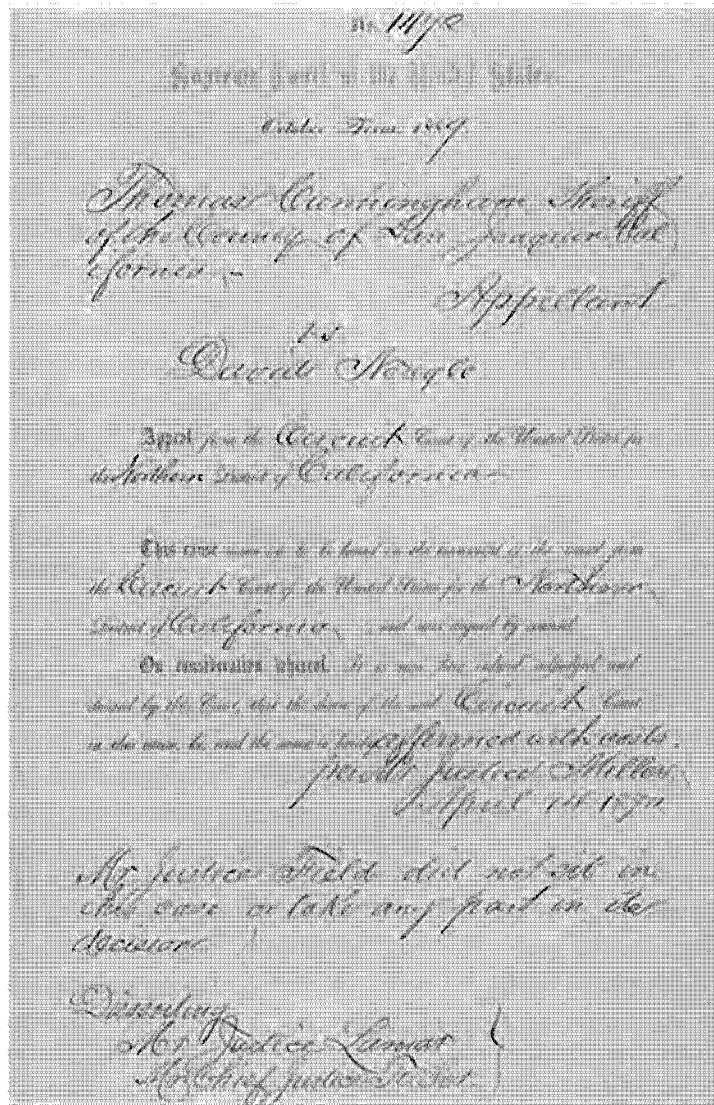 No. 1472
Supreme Court of the United States.
October Term, 1889
Thomas Cunningham, Sheriff
of the County of San Joaquin, Cal
ifornia,
Appellant
vs.
David Neagle
Appeal from the Circuit Court of the United States for
the Northern District of California
This cause came on to be heard on the transcript of the record from
the Circuit Court of the United States for the Northern
District of California, and was argued by counsel.
On consideration whereof, It is now here ordered, adjudged and
decreed by this Court, that the decree of the said Circuit Court
in this cause, be, and the same is hereby, affirmed with costs.
per Mr Justice Miller
April 14 1890
Mr. Justice Field did not sit in
this case or take any part in its
decision
Dissenting
Mr Justice Lamar
Mr Chief Justice Fuller